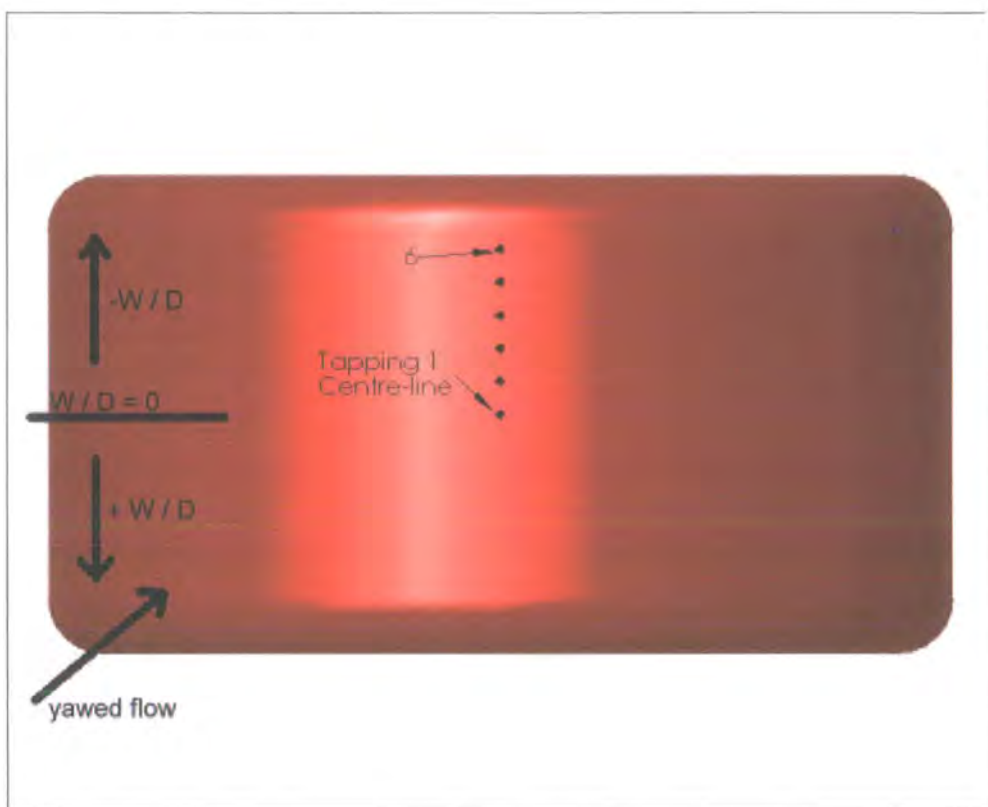 6
-W / D
Tapping 1
Centre-line
W / D = 0
+ W / D
yawed flow